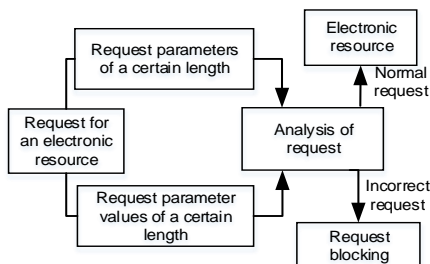 Request parameters
of a certain length
Electronic
resource
Normal
request
Request for
an electronic
resource
Analysis of
request
Request parameter
values of a certain
length
Incorrect
request
Request
blocking